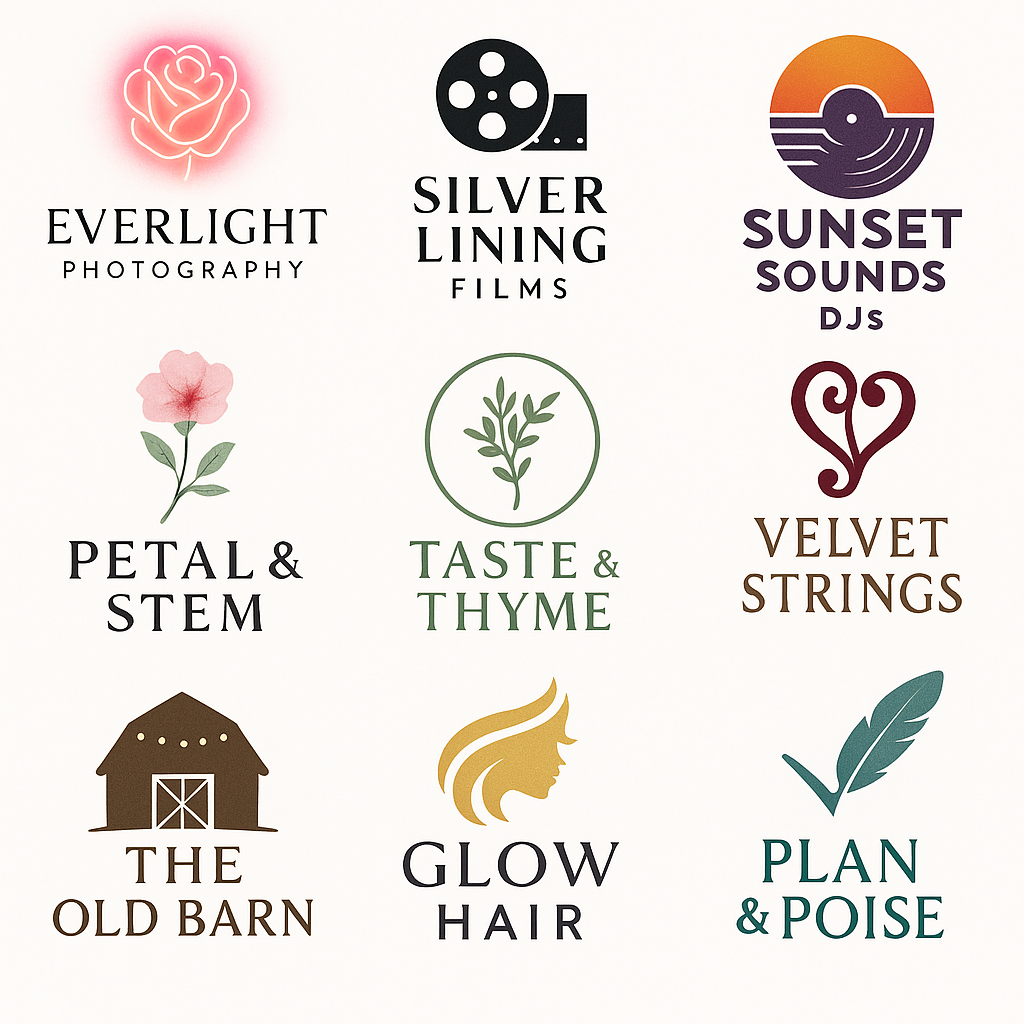 EVERLIGHT
PHOTOGRAPHY
SILVER
LINING
FILMS
SUNSET
SOUNDS
DJs
PETAL &
STEM
TASTE &
THYME
VELVET
STRINGS
THE
OLD BARN
GLOW
HAIR
PLAN
& POISE